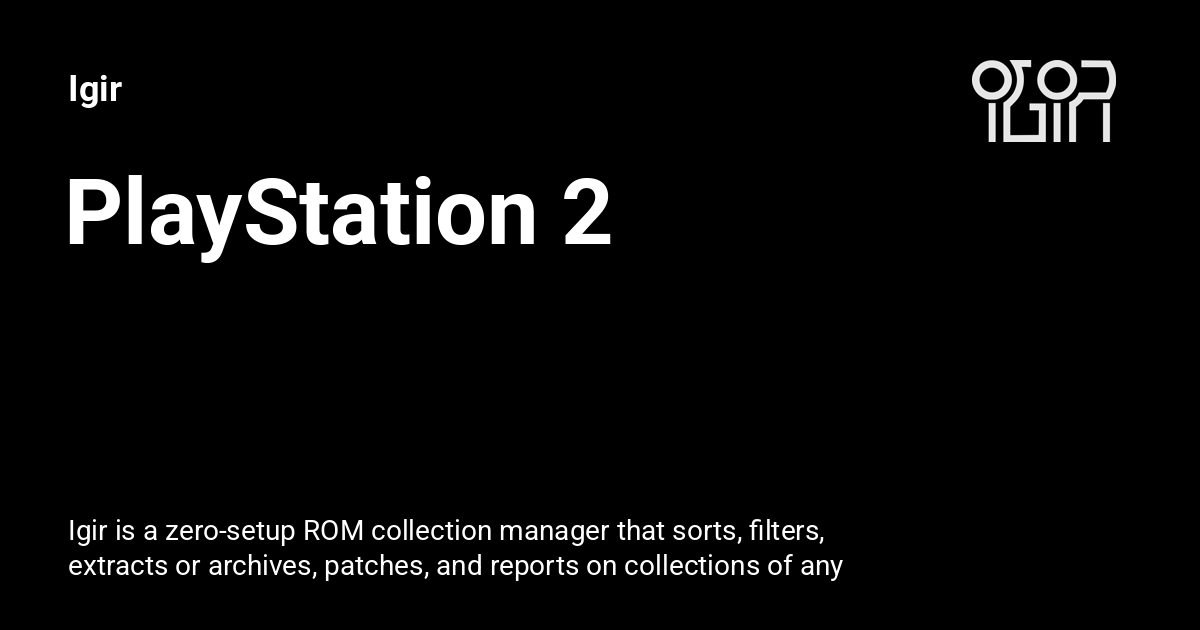 Igir
IGIR
PlayStation 2
Igir is a zero-setup ROM collection manager that sorts, filters,
extracts or archives, patches, and reports on collections of any